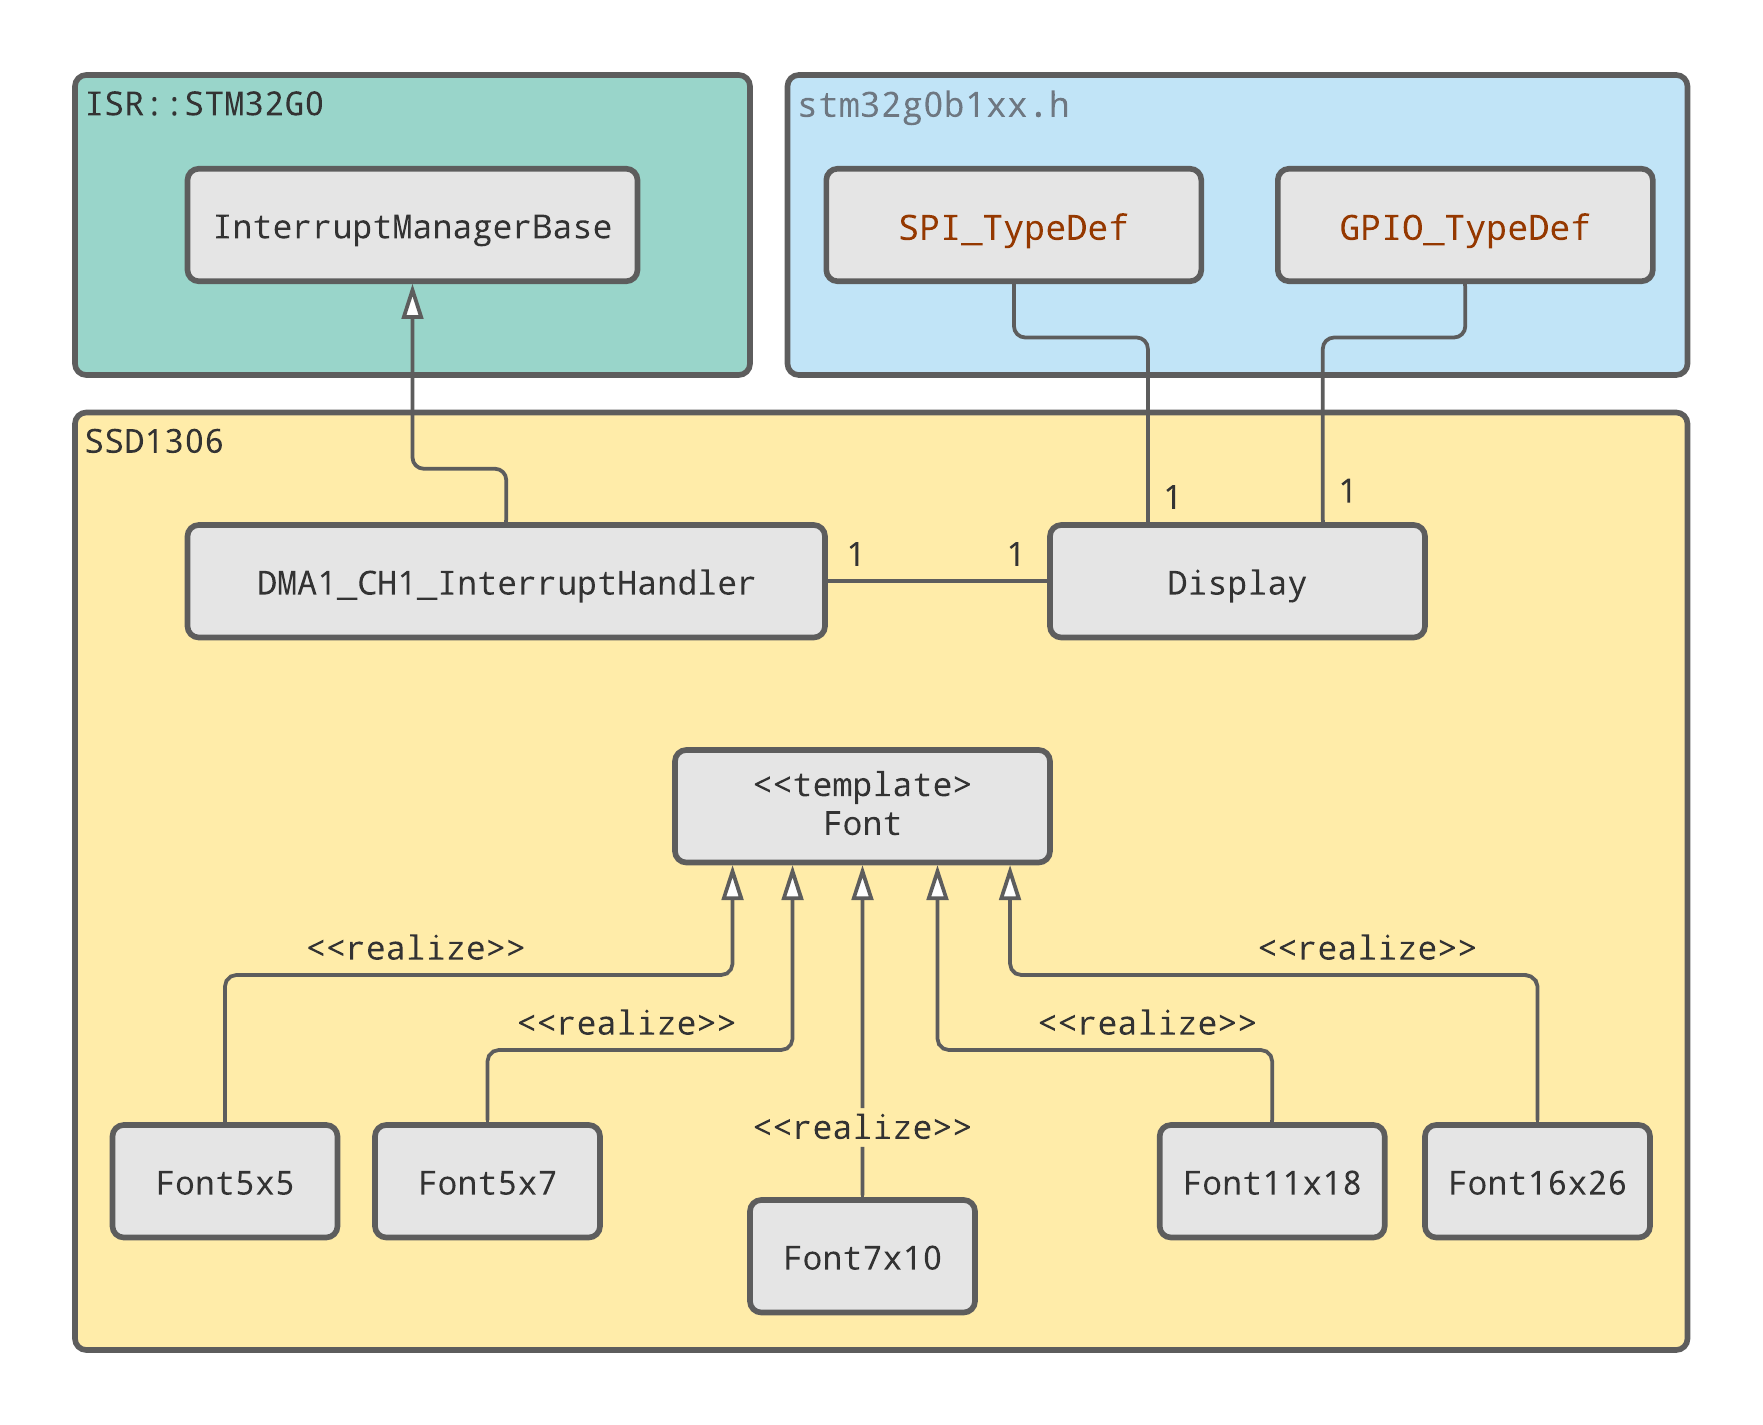 ISR::STM32G0
InterruptManagerBase
stm32g0b1xx.h
SPI_TypeDef
GPIO_TypeDef
SSD1306
1
1
DMA1_CH1_InterruptHandler
1
1
Display
<<template>
Font
<<realize>>
<<realize>>
<<realize>>
<<realize>>
<<realize>>
Font5x5
Font5x7
Font7x10
Font11x18
Font16x26